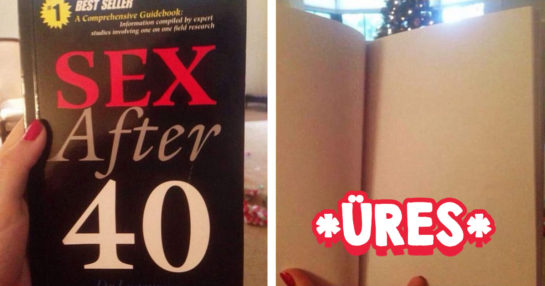 #1 BEST SELLER
A Comprehensive Guidebook:
Information compiled by expert
studies involving one on one field research
SEX
After
40
*ÜRES*